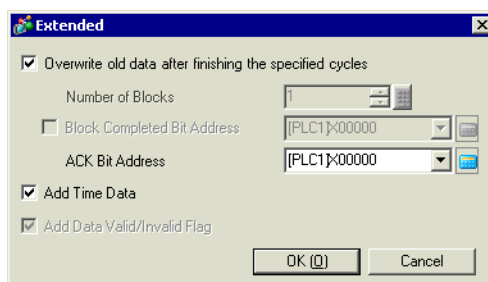 Extended
Overwrite old data after finishing the specified cycles
Number of Blocks 1
Block Completed Bit Address [PLC1]X00000
ACK Bit Address [PLC1]X00000
Add Time Data
Add Data Valid/Invalid Flag
OK (O) Cancel